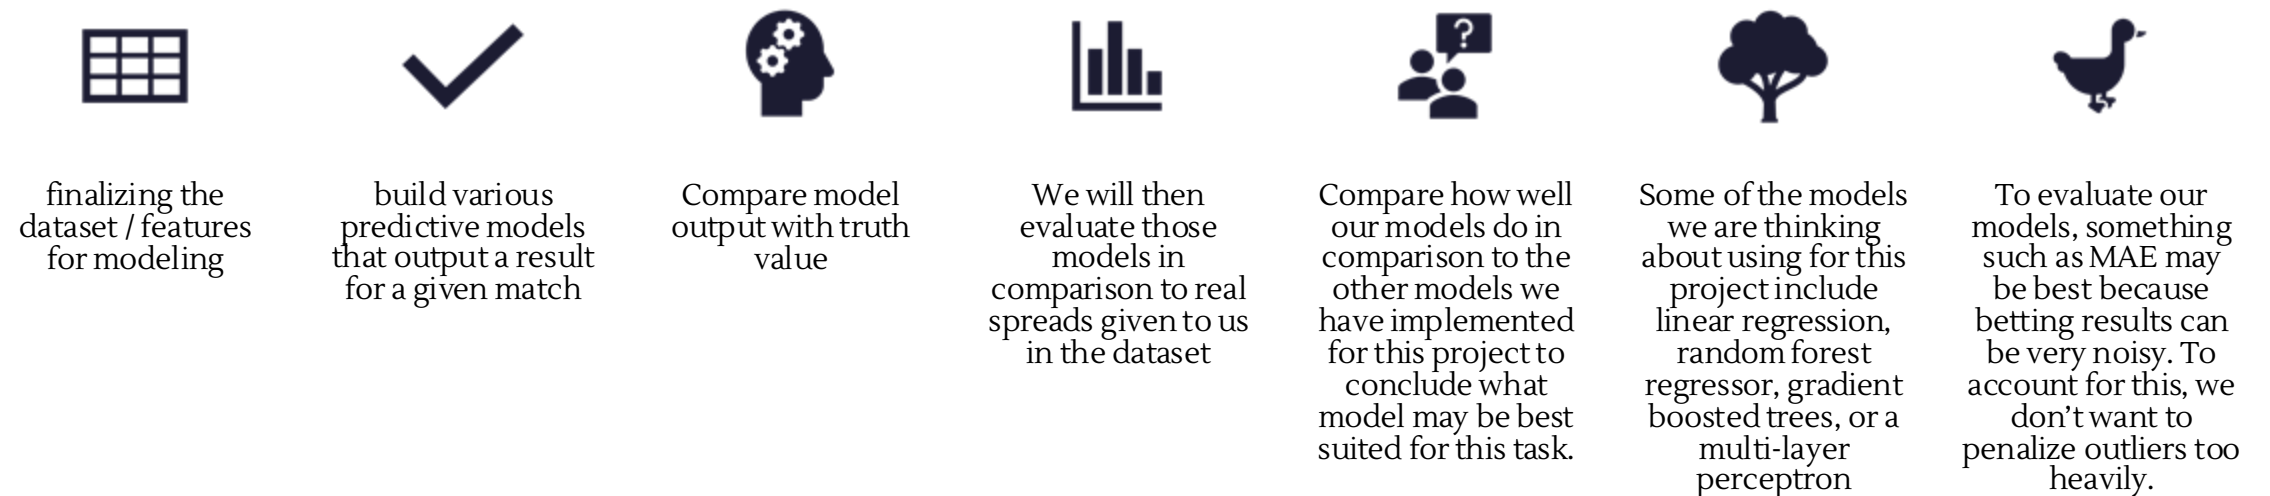 ?
finalizing the
dataset / features
for modeling
build various
predictive models
that output a result
for a given match
Compare model
output with truth
value
We will then
evaluate those
models in
comparison to real
spreads given to us
in the dataset
Compare how well
our models do in
comparison to the
other models we
have implemented
for this project to
conclude what
model may be best
suited for this task.
Some of the models
we are thinking
about using for this
project include
linear regression,
random forest
regressor, gradient
boosted trees, or a
multi-layer
perceptron
To evaluate our
models, something
such as MAE may
be best because
betting results can
be very noisy. To
account for this, we
don't want to
penalize outliers too
heavily.